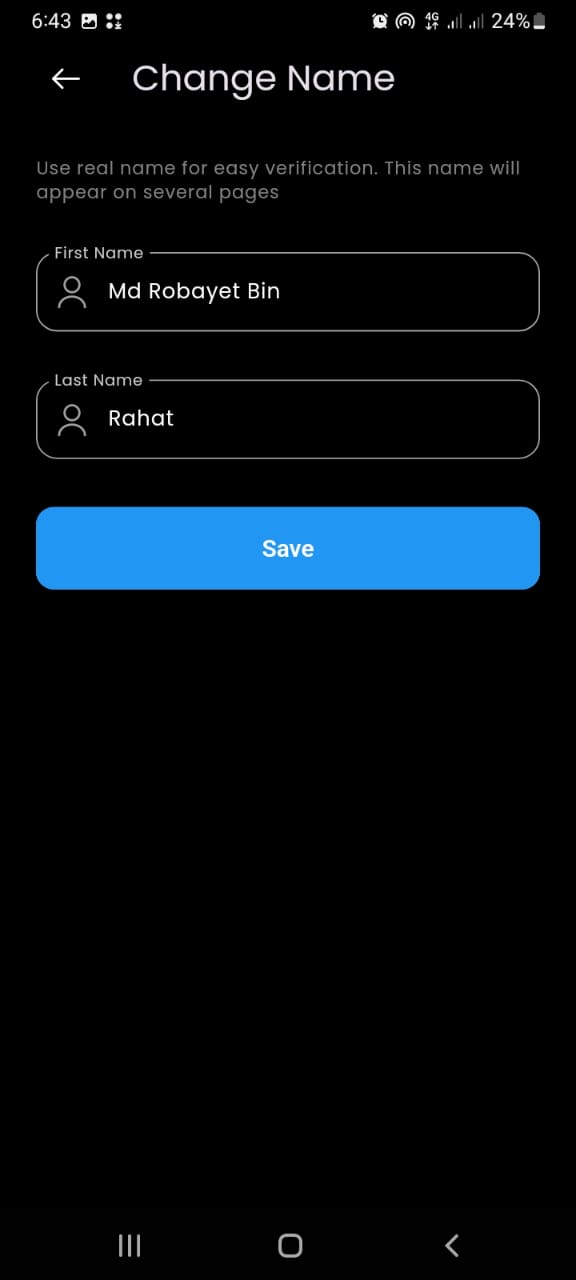 6:43
4G
24%
Change Name
Use real name for easy verification. This name will
appear on several pages
First Name
Md Robayet Bin
Last Name
Rahat
Save